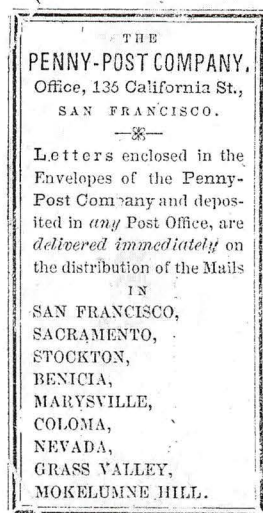 THE
PENNY-POST COMPANY,
Office, 135 California St.,
SAN FRANCISCO.
Letters enclosed in the
Envelopes of the Penny-
Post Company and depos-
ited in any Post Office, are
delivered immediately on
the distribution of the Mails
IN
SAN FRANCISCO,
SACRAMENTO,
STOCKTON,
BENICIA,
MARYSVILLE,
COLOMA,
NEVADA,
GRASS VALLEY,
MOKELUMNE HILL.